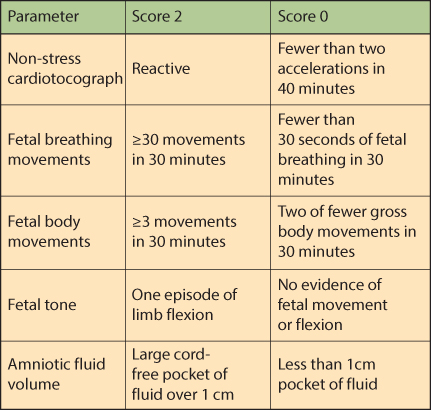 Parameter Score 2 Score 0
Non-stress
cardiotocograph
Reactive
Fewer than two
accelerations in
40 minutes
Fetal breathing
movements
≥30 movements
in 30 minutes
Fewer than
30 seconds of fetal
breathing in 30
minutes
Fetal body
movements
≥3 movements
in 30 minutes
Two of fewer gross
body movements in
30 minutes
Fetal tone
One episode of
limb flexion
No evidence of
fetal movement
or flexion
Amniotic fluid
volume
Large cord-
free pocket of
fluid over 1 cm
Less than 1cm
pocket of fluid